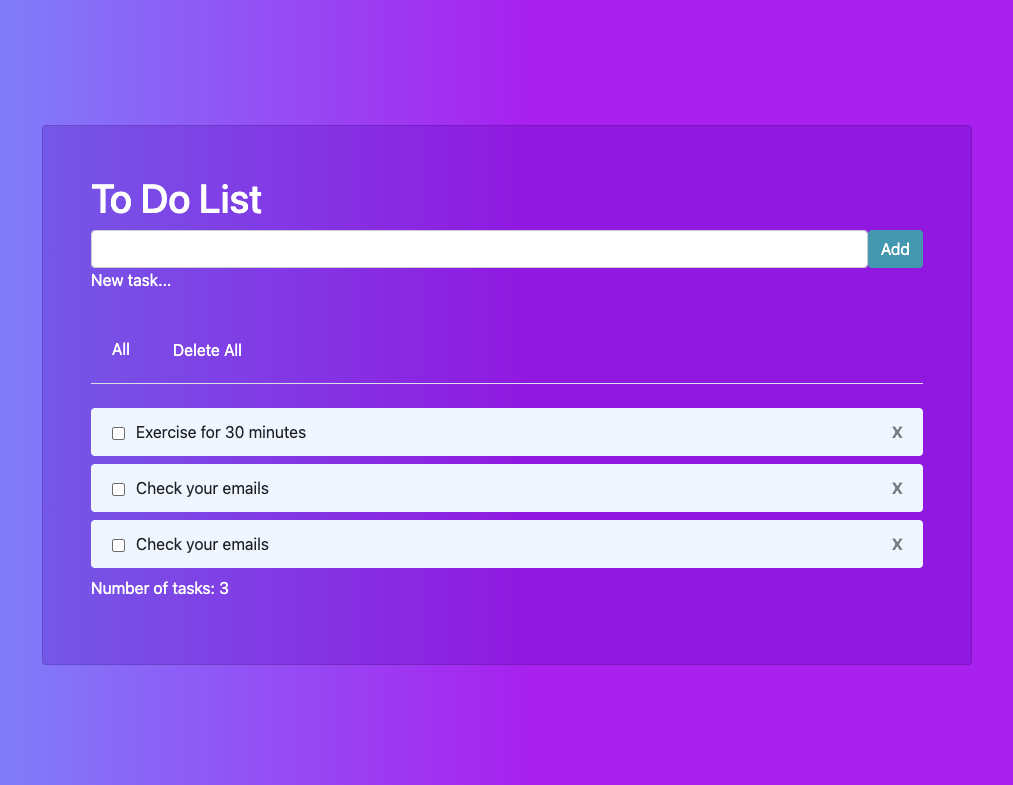 To Do List
Add
New task...
All Delete All
Exercise for 30 minutes X
Check your emails X
Check your emails X
Number of tasks: 3